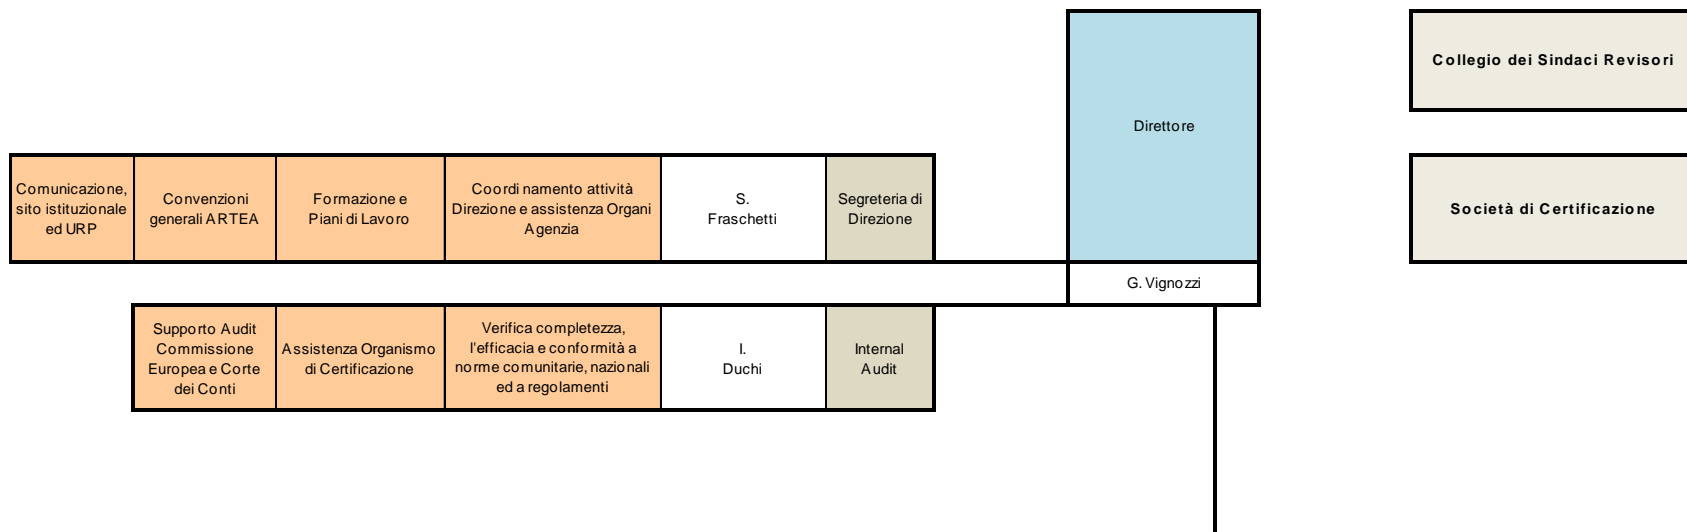 Direttore
G. Vignozzi
Collegio dei Sindaci Revisori
Società di Certificazione
Comunicazione,
sito istituzionale
ed URP
Convenzioni
generali ARTEA
Formazione e
Piani di Lavoro
Coordinamento attività
Direzione e assistenza Organi
Agenzia
S.
Fraschetti
Segreteria di
Direzione
Supporto Audit
Commissione
Europea e Corte
dei Conti
Assistenza Organismo
di Certificazione
Verifica completezza,
l'efficacia e conformità a
norme comunitarie, nazionali
ed a regolamenti
I.
Duchi
Internal
Audit